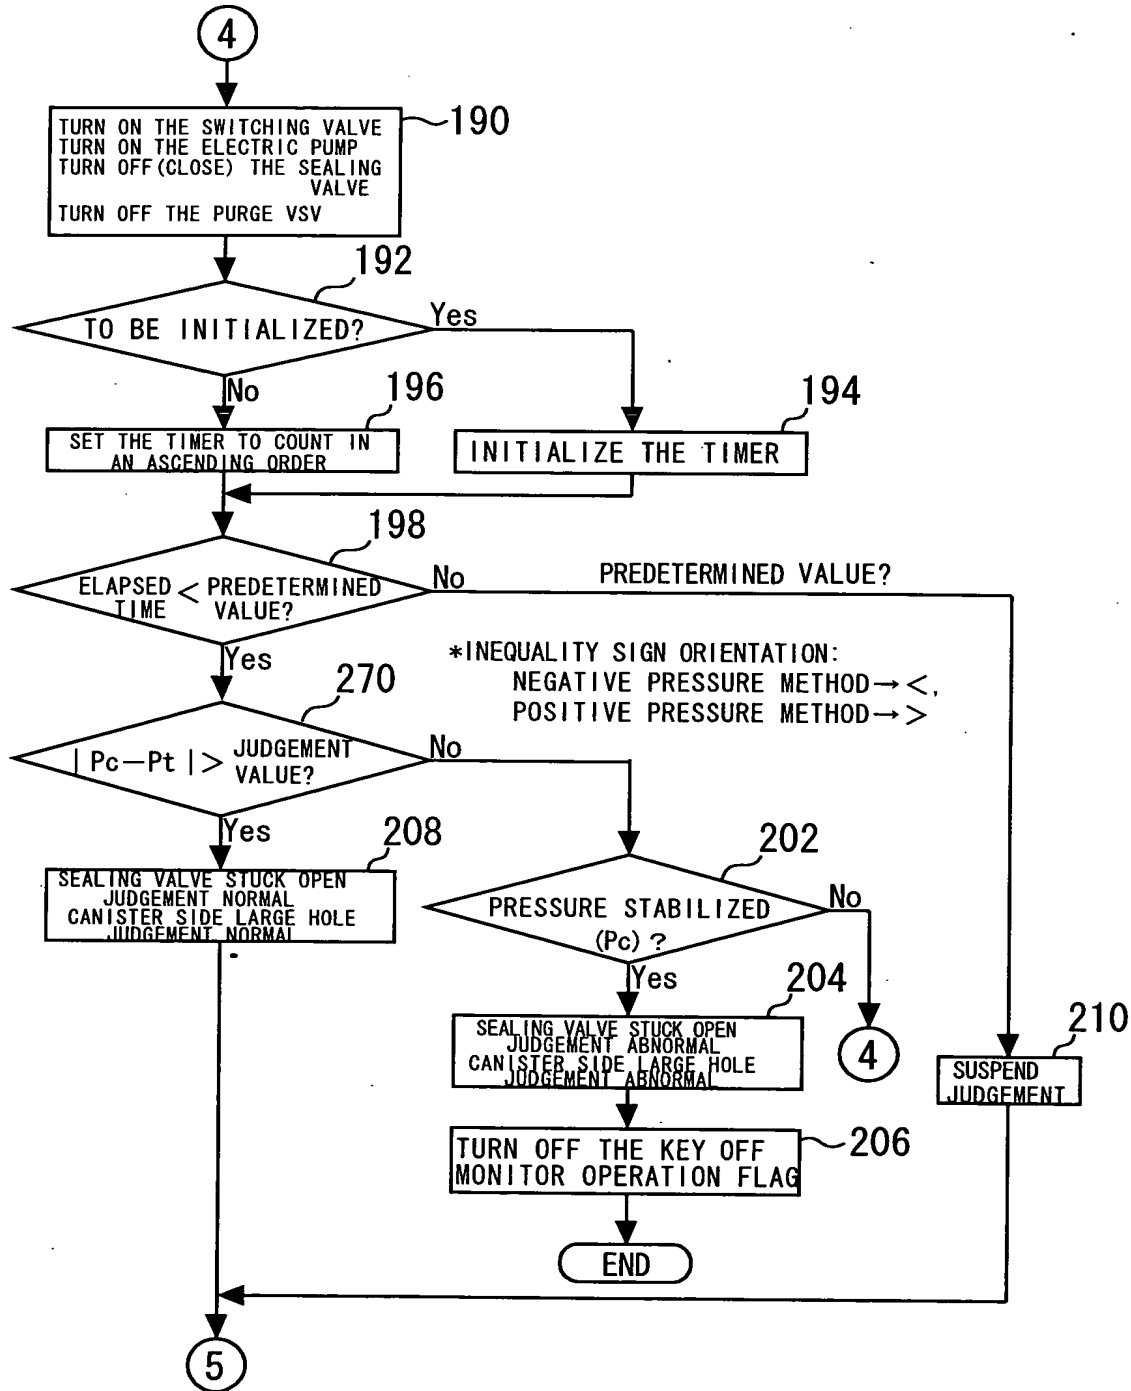 4
TURN ON THE SWITCHING VALVE
TURN ON THE ELECTRIC PUMP
TURN OFF(CLOSE) THE SEALING
VALVE
TURN OFF THE PURGE VSV
190
192
TO BE INITIALIZED?
Yes
No
196
SET THE TIMER TO COUNT IN
AN ASCENDING ORDER
194
INITIALIZE THE TIMER
198
ELAPSED < PREDETERMINED
TIME VALUE?
No
PREDETERMINED VALUE?
Yes
*INEQUALITY SIGN ORIENTATION:
NEGATIVE PRESSURE METHOD→<,
POSITIVE PRESSURE METHOD→>
270
|Pc−Pt|> JUDGEMENT
VALUE?
No
Yes
208
SEALING VALVE STUCK OPEN
JUDGEMENT NORMAL
CANISTER SIDE LARGE HOLE
JUDGEMENT NORMAL
202
PRESSURE STABILIZED
(Pc)?
No
Yes
204
SEALING VALVE STUCK OPEN
JUDGEMENT ABNORMAL
CANISTER SIDE LARGE HOLE
JUDGEMENT ABNORMAL
4
210
SUSPEND
JUDGEMENT
206
TURN OFF THE KEY OFF
MONITOR OPERATION FLAG
END
5